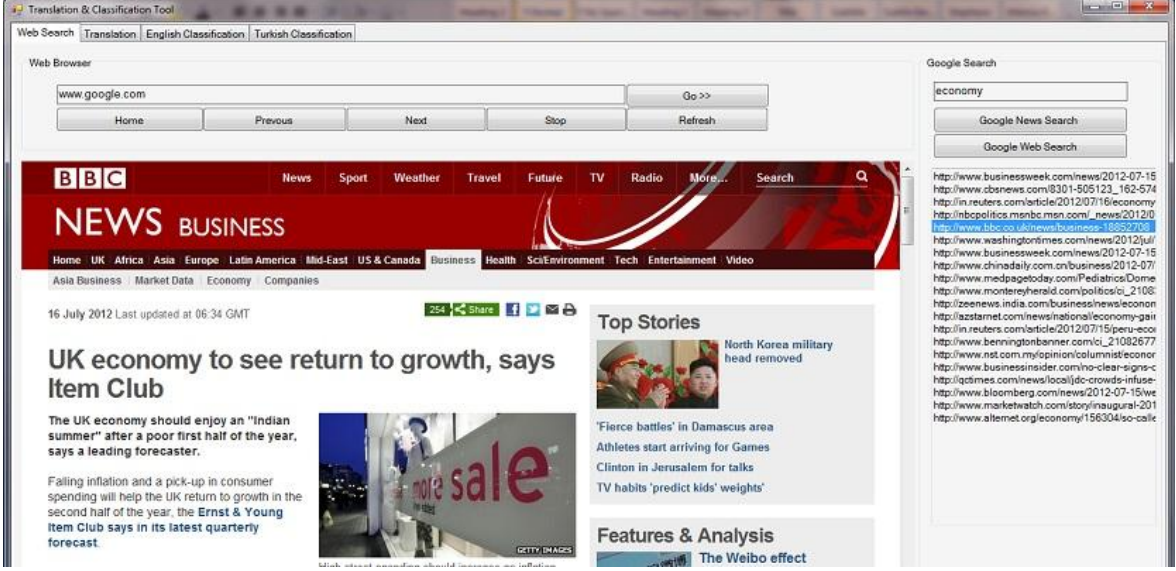 Translation & Classification Tool
Web Search Translation English Classification Turkish Classification
Web Browser
www.google.com Go >>
Home Prevous Next Stop Refresh
BBC News Sport Weather Travel Future TV Radio More... Search
NEWS BUSINESS
Home UK Africa Asia Europe Latin America Mid-East US & Canada Business Health Sci/Environment Tech Entertainment Video
Asia Business Market Data Economy Companies
16 July 2012 Last updated at 06:34 GMT
254 Share
UK economy to see return to growth, says
Item Club
The UK economy should enjoy an "Indian
summer" after a poor first half of the year,
says a leading forecaster.
Falling inflation and a pick-up in consumer
spending will help the UK return to growth in the
second half of the year, the Ernst & Young
Item Club says in its latest quarterly
forecast.
more sale
GETTY IMAGES
High street spending should increase as inflation
Top Stories
North Korea military
head removed
'Fierce battles' in Damascus area
Athletes start arriving for Games
Clinton in Jerusalem for talks
TV habits 'predict kids' weights'
Features & Analysis
The Weibo effect
Google Search
economy
Google News Search
Google Web Search
http://www.businessweek.com/news/2012-07-15
http://www.cbsnews.com/8301-505123_162-574
http://in.reuters.com/article/2012/07/16/economy
http://nbcpolitics.msnbc.msn.com/_news/2012/0
http://www.bbc.co.uk/news/business-18852708
http://www.washingtontimes.com/news/2012/jul/
http://www.businessweek.com/news/2012-07-15
http://www.chinadaily.com.cn/business/2012-07/
http://www.medpagetoday.com/Pediatrics/Dome
http://www.montereyherald.com/politics/ci_2108
http://zeenews.india.com/business/news/econom
http://azstarnet.com/news/national/economy-gair
http://in.reuters.com/article/2012/07/15/peru-ecor
http://www.benningtonbanner.com/ci_21082677
http://www.nst.com.my/opinion/columnist/econor
http://www.businessinsider.com/no-clear-signs-c
http://qctimes.com/news/local/jdc-crowds-infuse-
http://www.bloomberg.com/news/2012-07-15/we
http://www.marketwatch.com/story/inaugural-201
http://www.alternet.org/economy/156304/so-calle